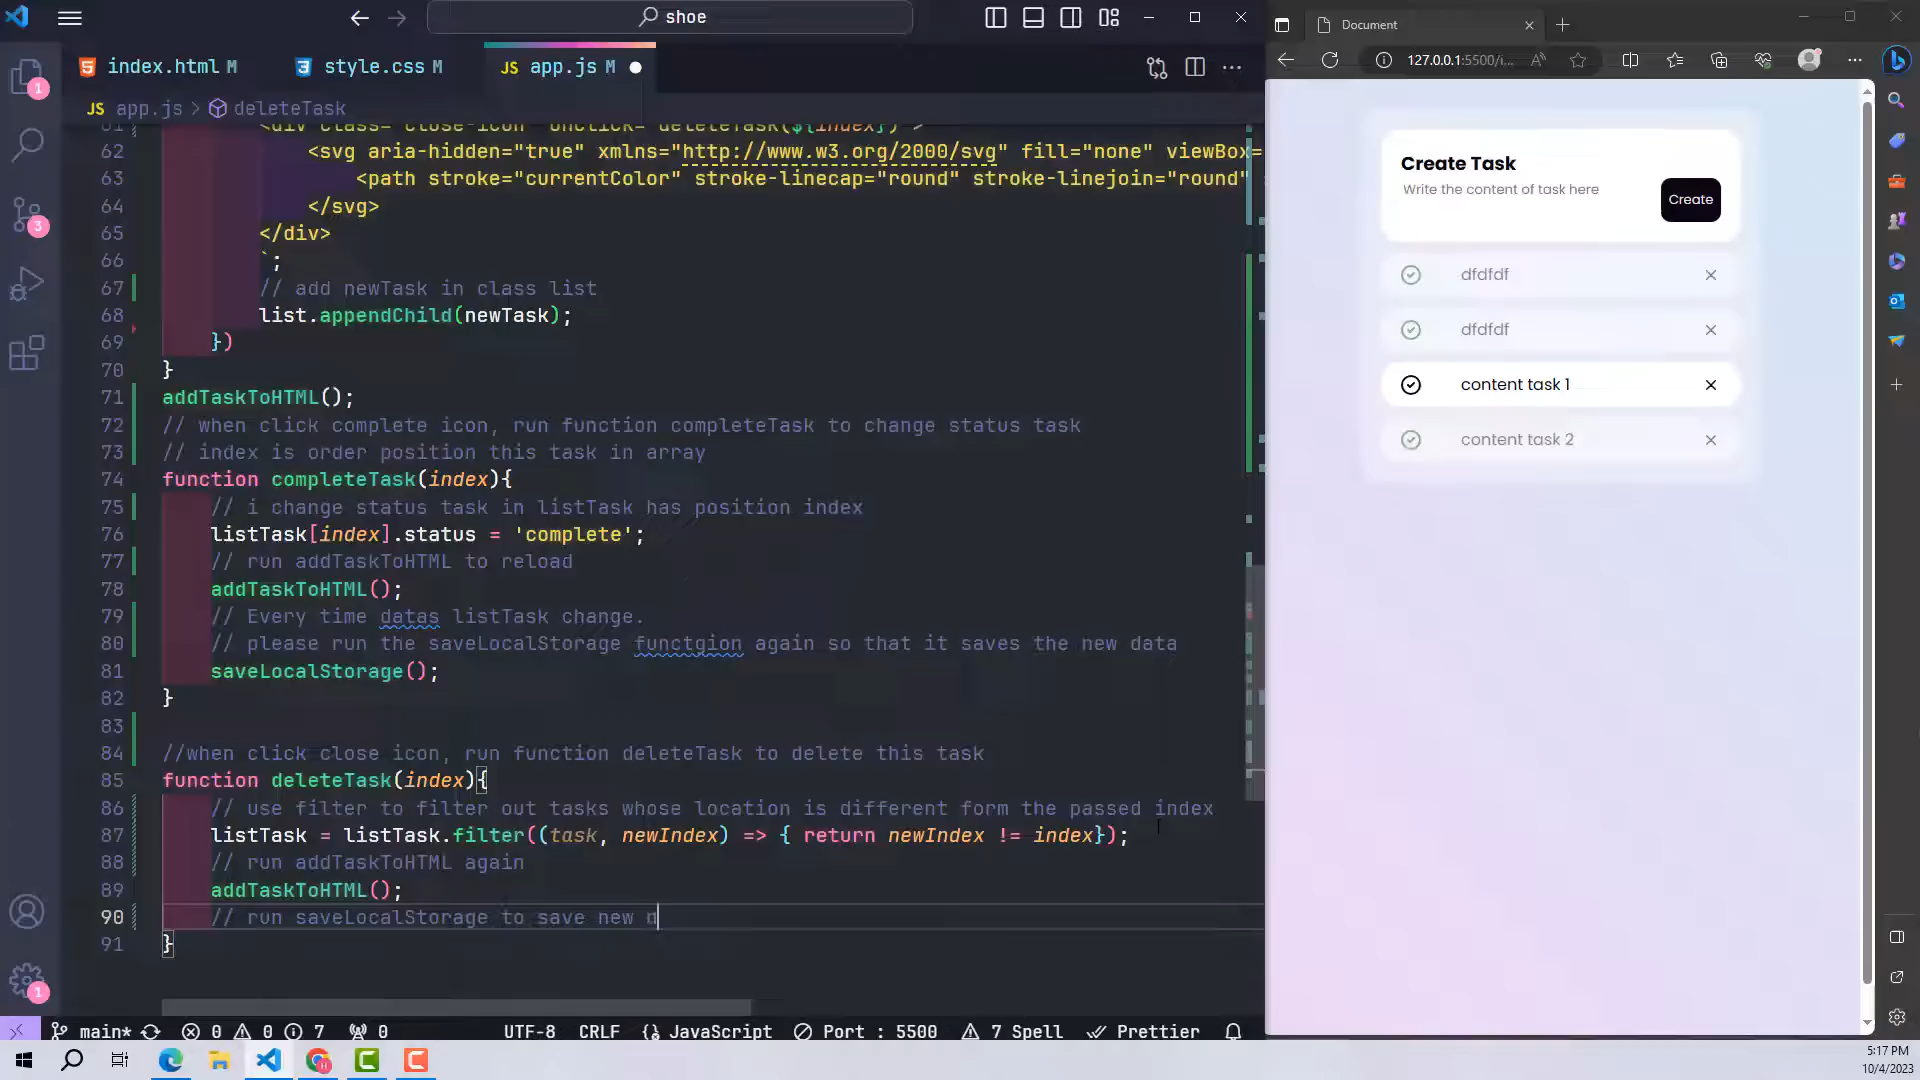 shoe
index.html M
style.css M
JS app.js M
JS app.js > deleteTask
61 <div class="close-icon" onclick="deleteTask(${index})">
62 <svg aria-hidden="true" xmlns="http://www.w3.org/2000/svg" fill="none" viewBox=
63 <path stroke="currentColor" stroke-linecap="round" stroke-linejoin="round"
64 </svg>
65 </div>
66 `;
67 // add newTask in class list
68 list.appendChild(newTask);
69 })
70 }
71 addTaskToHTML();
72 // when click complete icon, run function completeTask to change status task
73 // index is order position this task in array
74 function completeTask(index){
75 // i change status task in listTask has position index
76 listTask[index].status = 'complete';
77 // run addTaskToHTML to reload
78 addTaskToHTML();
79 // Every time datas listTask change.
80 // please run the saveLocalStorage functgion again so that it saves the new data
81 saveLocalStorage();
82 }
83
84 //when click close icon, run function deleteTask to delete this task
85 function deleteTask(index){
86 // use filter to filter out tasks whose location is different form the passed index
87 listTask = listTask.filter((task, newIndex) => { return newIndex != index});
88 // run addTaskToHTML again
89 addTaskToHTML();
90 // run saveLocalStorage to save new
91 }
1
3
1
main* 0 0 7 0 UTF-8 CRLF {} JavaScript Port : 5500 7 Spell Prettier
Document
127.0.0.1:5500/i...
Create Task
Write the content of task here
Create
dfdfdf
dfdfdf
content task 1
content task 2
5:17 PM
10/4/2023